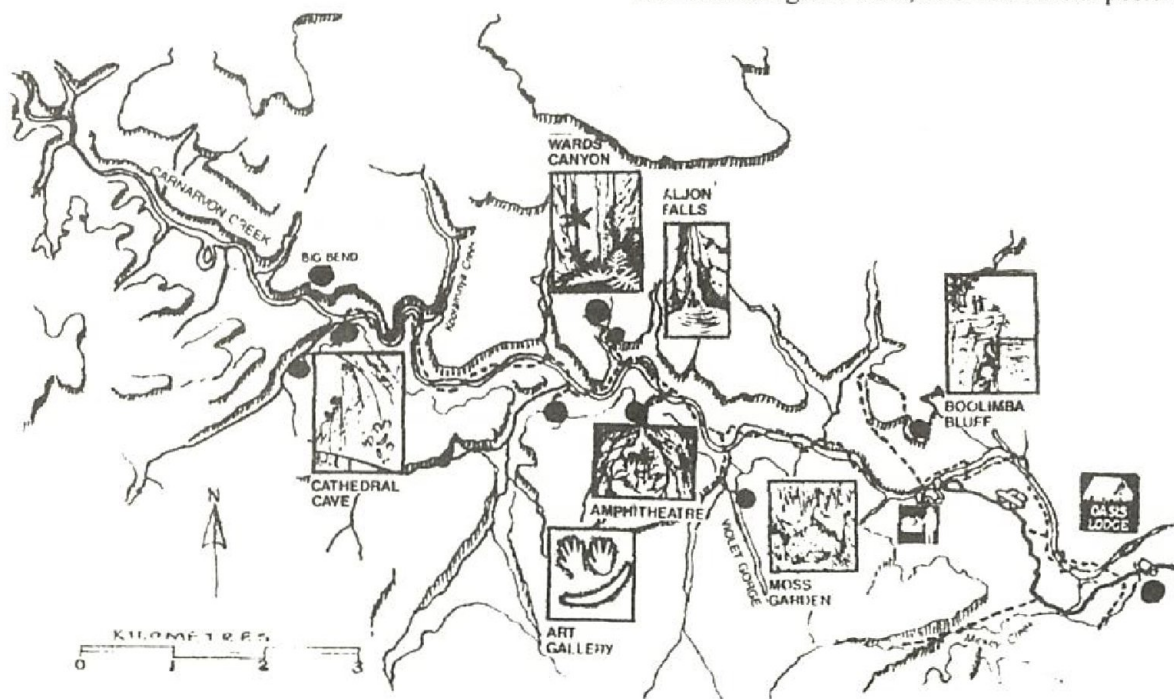 WARDS
CANYON
ALJON
FALLS
CARNARVON CREEK
BIG BEND
BOOLIMBA
BLUFF
CATHEDRAL
CAVE
AMPHITHEATRE
OASIS
LODGE
N
VIOLET GORGE
MOSS
GARDEN
ART
GALLERY
KILOMETRES
0 1 2 3